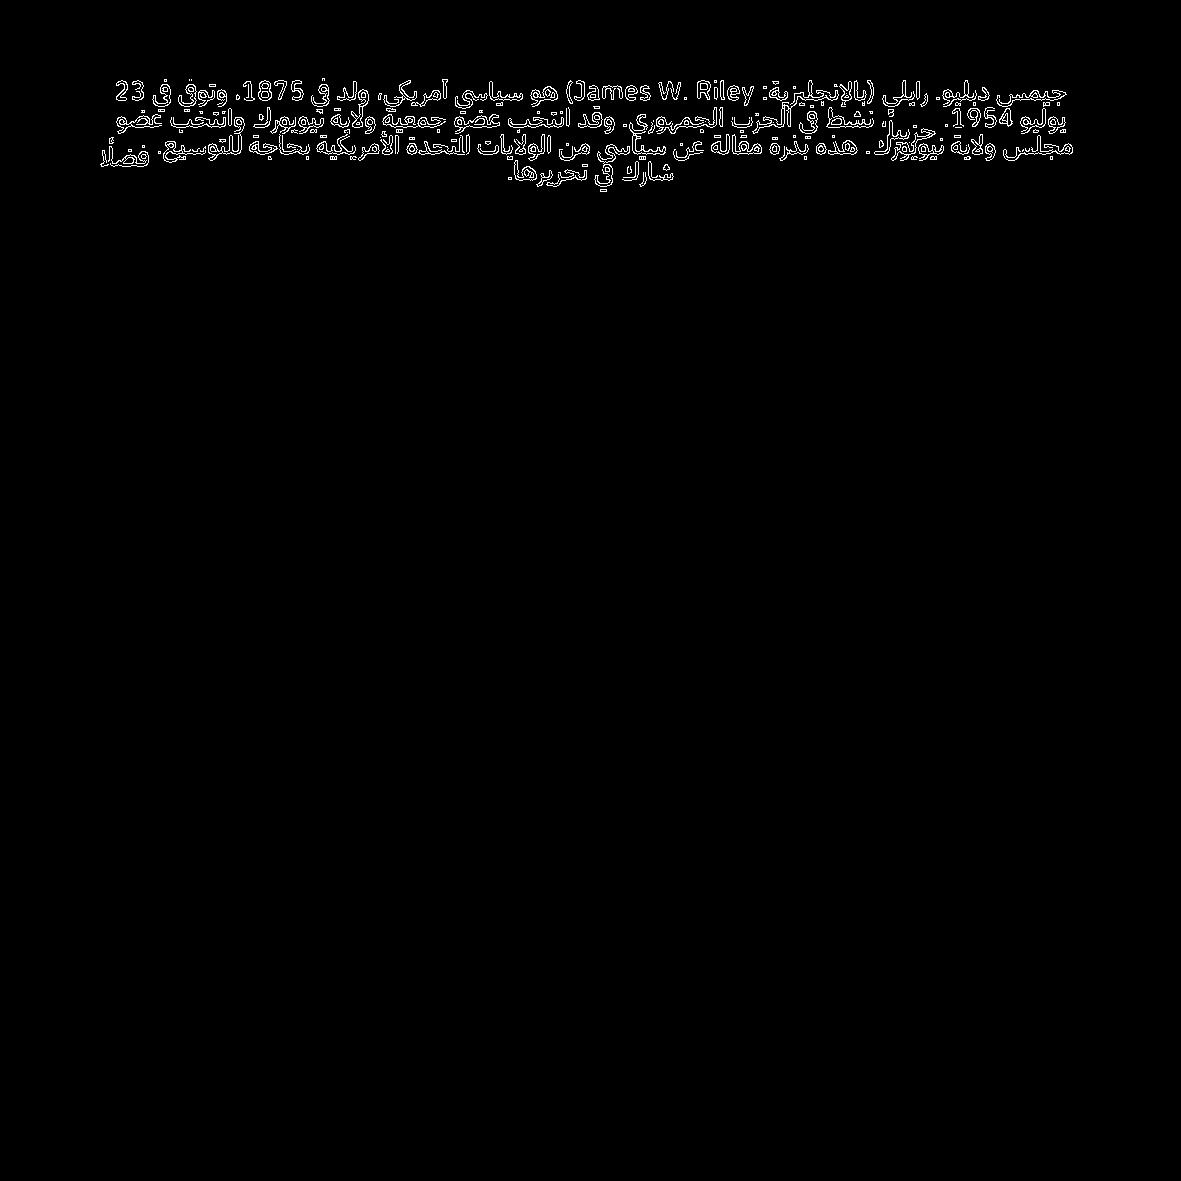 جيمس دبليو. رايلي (بالإنجليزية: James W. Riley)‏ هو سياسي أمريكي، ولد في 1875، وتوفي في 23
يوليو 1954. حزبياً، نشط في الحزب الجمهوري. وقد انتخب عضو جمعية ولاية نيويورك وانتخب عضو
مجلس ولاية نيويورك. هذه بذرة مقالة عن سياسي من الولايات المتحدة الأمريكية بحاجة للتوسيع. فضلًا
شارك في تحريرها.